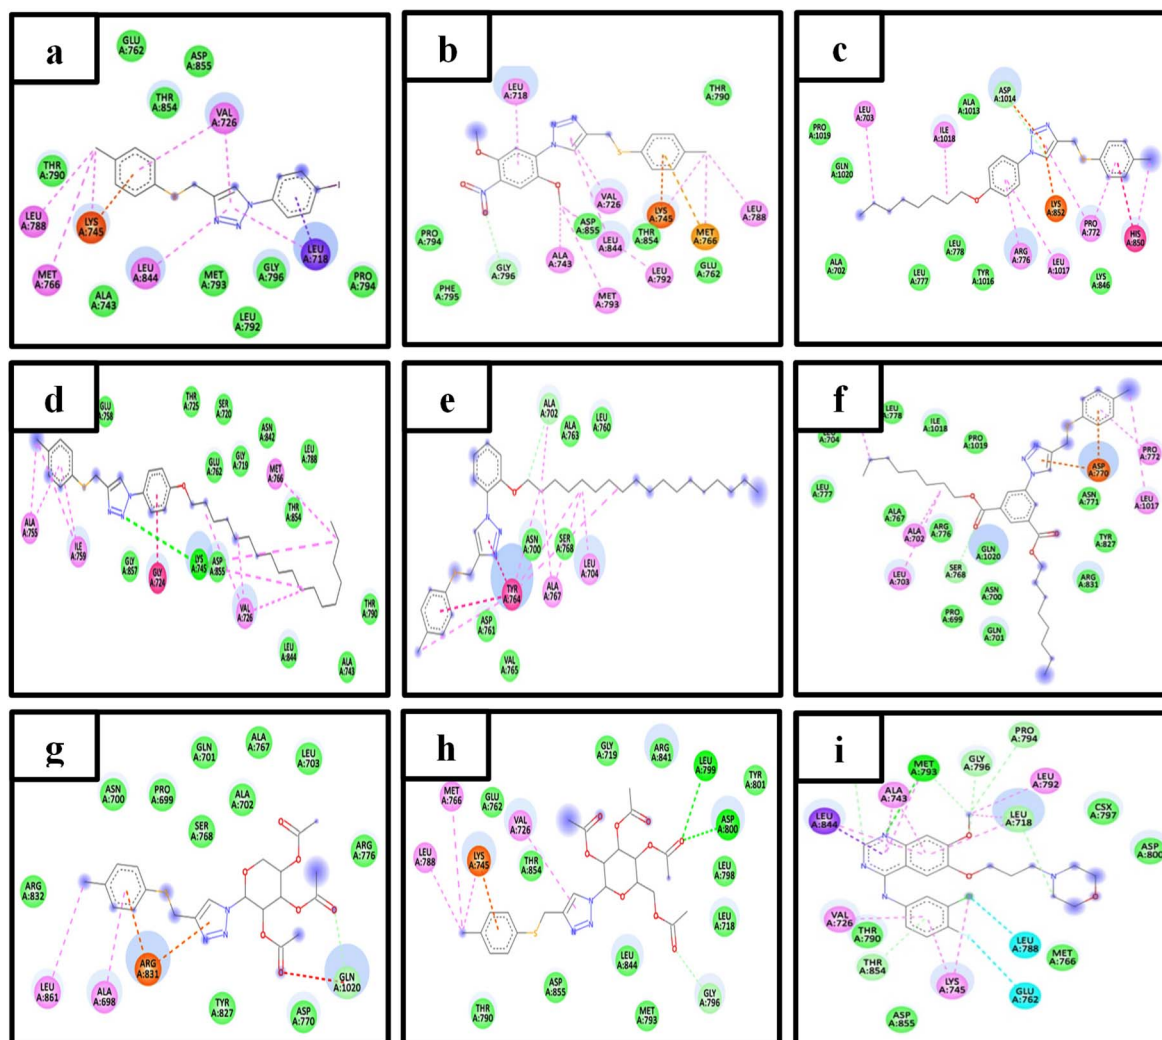 a
GLU
A:762
ASP
A:855
THR
A:854
VAL
A:726
THR
A:790
LEU
A:788
LYS
A:745
LEU
A:718
MET
A:766
LEU
A:844
MET
A:793
GLY
A:796
PRO
A:794
ALA
A:743
LEU
A:792
N
N
N
S
I
b
LEU
A:718
THR
A:790
VAL
A:726
LYS
A:745
LEU
A:788
ASP
A:855
THR
A:854
MET
A:766
PRO
A:794
LEU
A:844
GLY
A:796
ALA
A:743
LEU
A:792
GLU
A:762
PHE
A:795
MET
A:793
c
LEU
A:703
ALA
A:1013
ASP
A:1014
PRO
A:1019
ILE
A:1018
GLN
A:1020
LYS
A:852
PRO
A:772
HIS
A:850
ARG
A:776
LEU
A:1017
ALA
A:702
LEU
A:778
LEU
A:777
TYR
A:1016
LYS
A:846
d
GLU
A:758
THR
A:725
SER
A:720
ASN
A:842
GLU
A:762
GLY
A:719
MET
A:766
LEU
A:788
THR
A:854
ALA
A:755
ILE
A:759
GLY
A:857
GLY
A:724
LYS
A:745
ASP
A:855
VAL
A:726
THR
A:790
LEU
A:844
ALA
A:743
e
ALA
A:702
ALA
A:763
LEU
A:760
ASN
A:700
SER
A:768
LEU
A:704
TYR
A:764
ALA
A:767
ASP
A:761
VAL
A:765
f
LEU
A:778
LEU
A:704
ILE
A:1018
PRO
A:1019
PRO
A:772
ASP
A:770
LEU
A:777
ASN
A:771
LEU
A:1017
ALA
A:767
ALA
A:702
ARG
A:776
GLN
A:1020
TYR
A:827
LEU
A:703
SER
A:768
ASN
A:700
ARG
A:831
PRO
A:699
GLN
A:701
g
GLN
A:701
ALA
A:767
LEU
A:703
ASN
A:700
PRO
A:699
ALA
A:702
SER
A:768
ARG
A:776
ARG
A:832
ARG
A:831
LEU
A:861
ALA
A:698
GLN
A:1020
TYR
A:827
ASP
A:770
h
GLY
A:719
ARG
A:841
LEU
A:799
TYR
A:801
MET
A:766
GLU
A:762
VAL
A:726
ASP
A:800
LEU
A:788
LYS
A:745
THR
A:854
LEU
A:798
LEU
A:718
LEU
A:844
ASP
A:855
GLY
A:796
THR
A:790
MET
A:793
i
PRO
A:794
MET
A:793
GLY
A:796
LEU
A:792
ALA
A:743
LEU
A:844
LEU
A:718
CSX
A:797
ASP
A:800
VAL
A:726
THR
A:790
LEU
A:788
MET
A:766
THR
A:854
LYS
A:745
GLU
A:762
ASP
A:855